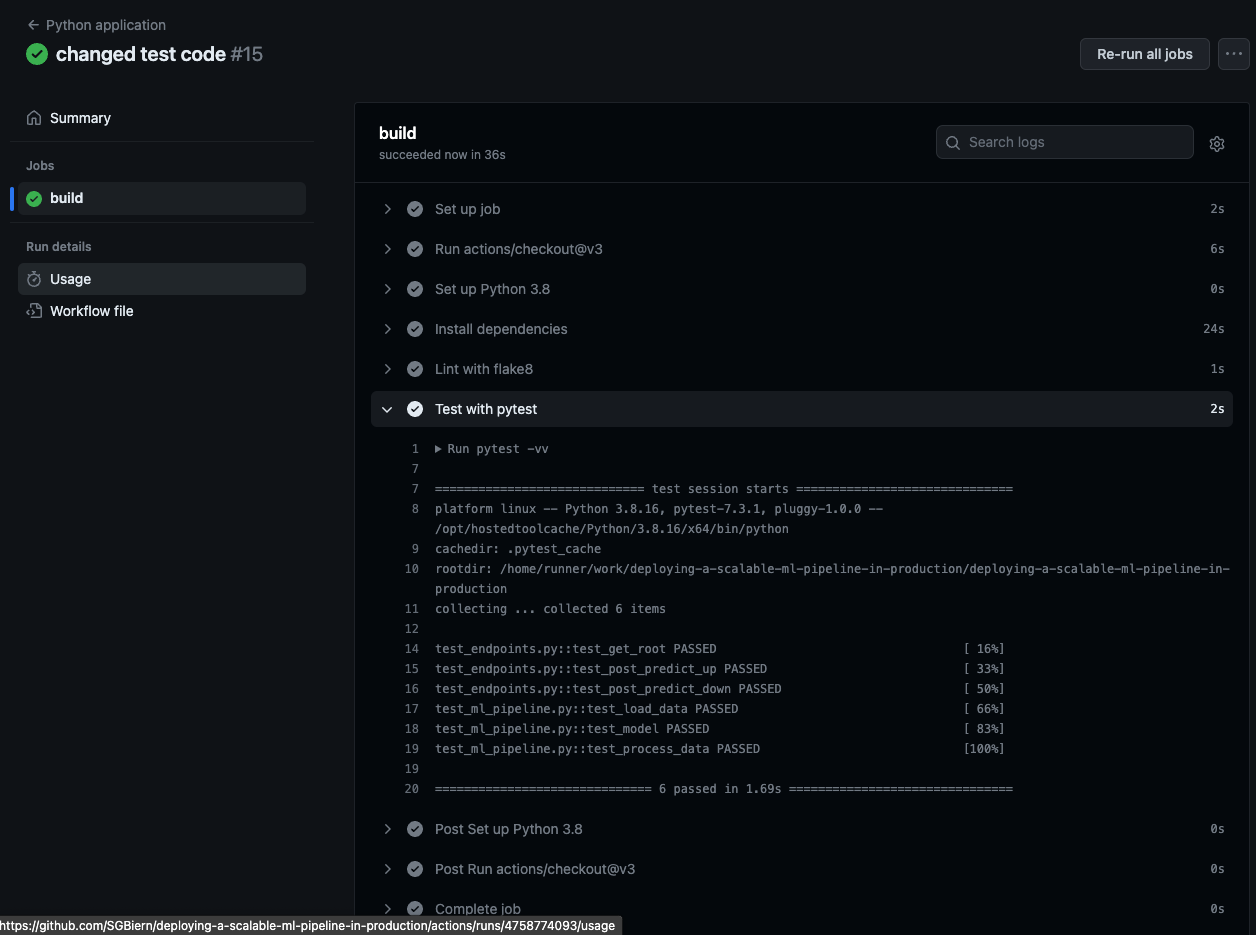 ← Python application
changed test code #15
Re-run all jobs
...
Summary
Jobs
build
Run details
Usage
Workflow file
build
succeeded now in 36s
Search logs
Set up job 2s
Run actions/checkout@v3 6s
Set up Python 3.8 0s
Install dependencies 24s
Lint with flake8 1s
Test with pytest 2s
1 ▶ Run pytest -vv
7
7 ============================= test session starts ==============================
8 platform linux -- Python 3.8.16, pytest-7.3.1, pluggy-1.0.0 --
/opt/hostedtoolcache/Python/3.8.16/x64/bin/python
9 cachedir: .pytest_cache
10 rootdir: /home/runner/work/deploying-a-scalable-ml-pipeline-in-production/deploying-a-scalable-ml-pipeline-in-
production
11 collecting ... collected 6 items
12
14 test_endpoints.py::test_get_root PASSED [ 16%]
15 test_endpoints.py::test_post_predict_up PASSED [ 33%]
16 test_endpoints.py::test_post_predict_down PASSED [ 50%]
17 test_ml_pipeline.py::test_load_data PASSED [ 66%]
18 test_ml_pipeline.py::test_model PASSED [ 83%]
19 test_ml_pipeline.py::test_process_data PASSED [100%]
19
20 ============================== 6 passed in 1.69s ===============================
Post Set up Python 3.8 0s
Post Run actions/checkout@v3 0s
Complete job 0s
https://github.com/SGBiern/deploying-a-scalable-ml-pipeline-in-production/actions/runs/4758774093/usage